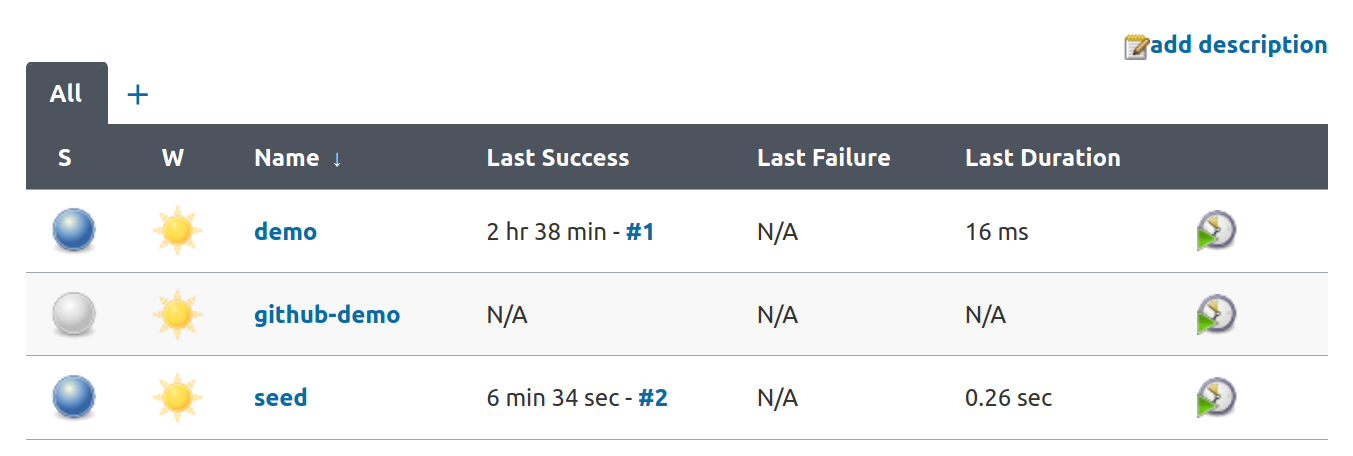 add description
All +
S W Name ↓ Last Success Last Failure Last Duration
demo 2 hr 38 min - #1 N/A 16 ms
github-demo N/A N/A N/A
seed 6 min 34 sec - #2 N/A 0.26 sec